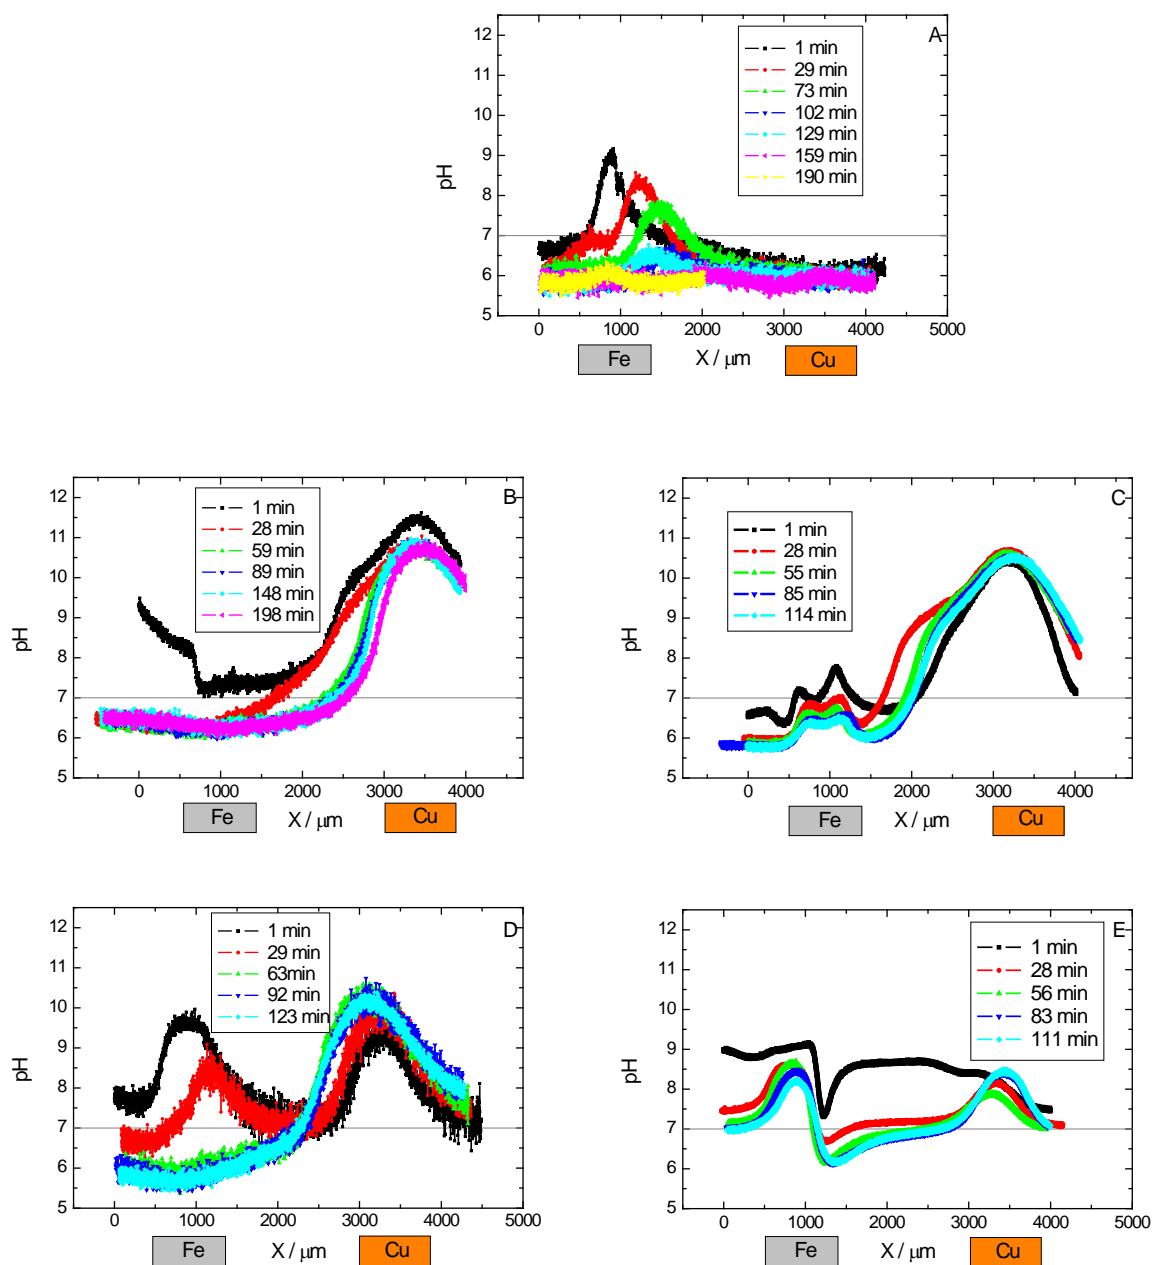 A
12
11
10
9
8
7
6
5
pH
1 min
29 min
73 min
102 min
129 min
159 min
190 min
0 1000 2000 3000 4000 5000
Fe X / μm Cu
B
12
11
10
9
8
7
6
5
pH
1 min
28 min
59 min
89 min
148 min
198 min
0 1000 2000 3000 4000
Fe X / μm Cu
C
12
11
10
9
8
7
6
5
pH
1 min
28 min
55 min
85 min
114 min
0 1000 2000 3000 4000
Fe X / μm Cu
D
12
11
10
9
8
7
6
5
pH
1 min
29 min
63min
92 min
123 min
0 1000 2000 3000 4000 5000
Fe X / μm Cu
E
12
11
10
9
8
7
6
5
pH
1 min
28 min
56 min
83 min
111 min
0 1000 2000 3000 4000 5000
Fe X / μm Cu